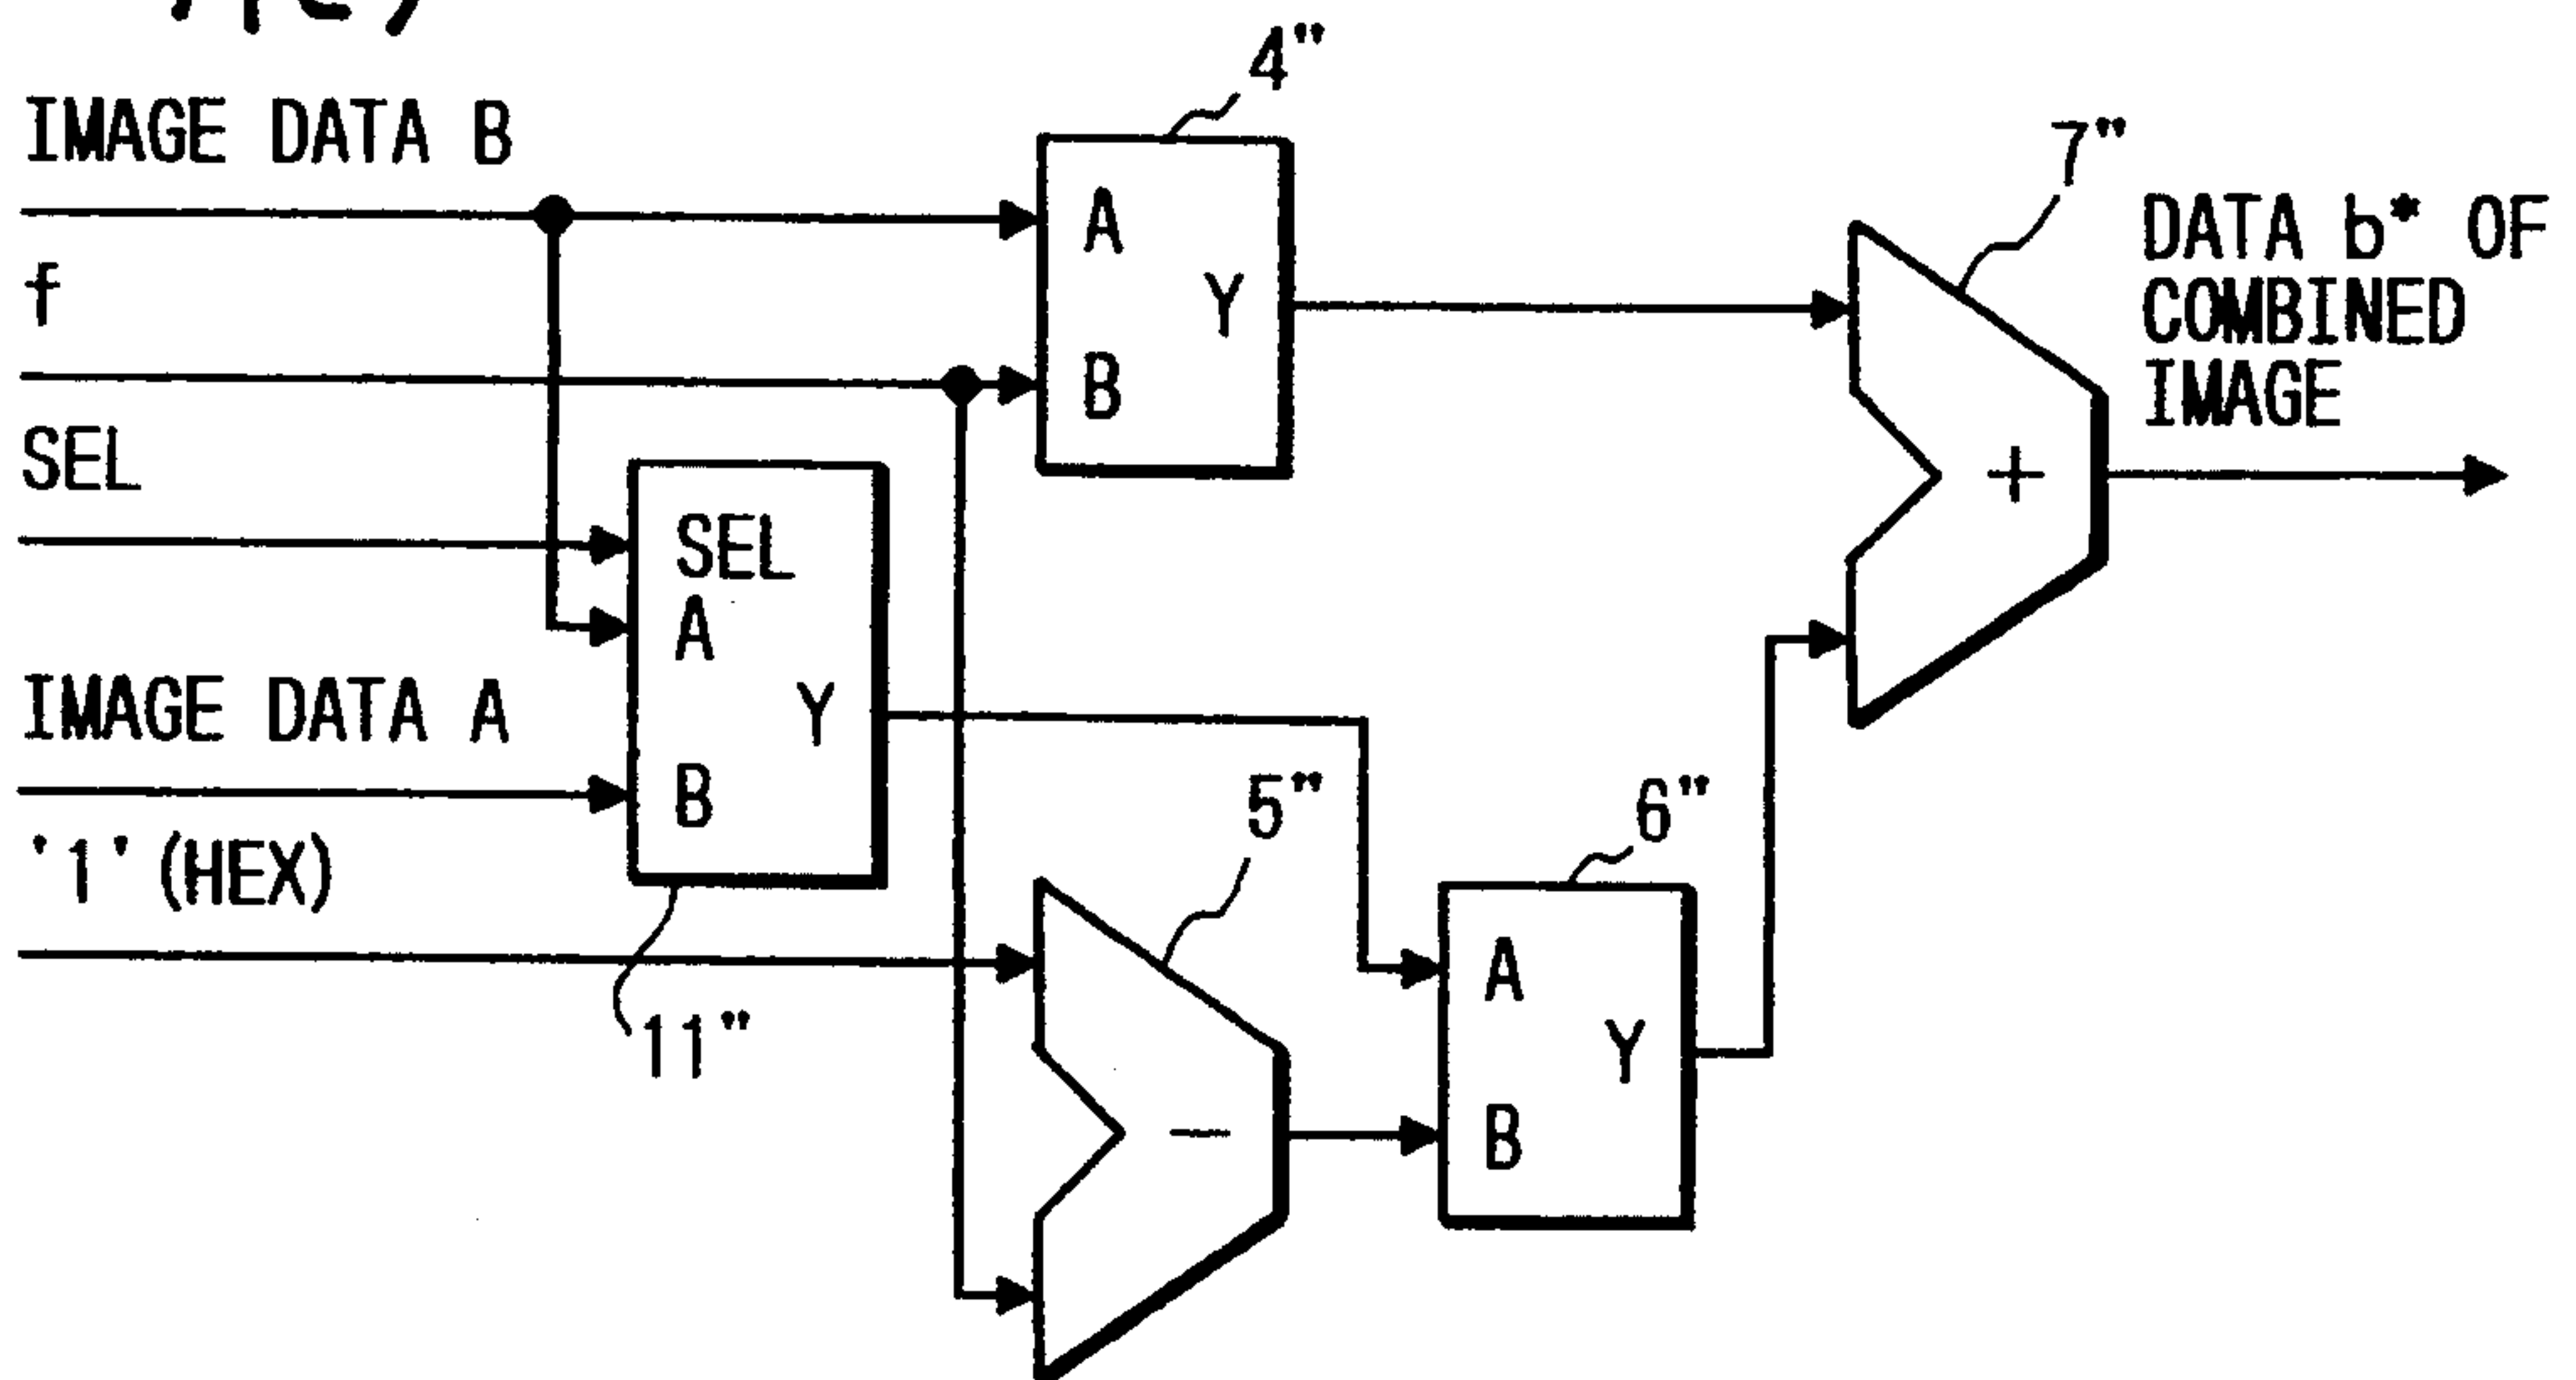 IMAGE DATA B
f
SEL
IMAGE DATA A
'1' (HEX)
SEL
A
B
Y
11"
4"
A
B
Y
5"
−
6"
A
B
Y
7"
+
DATA b* OF
COMBINED
IMAGE